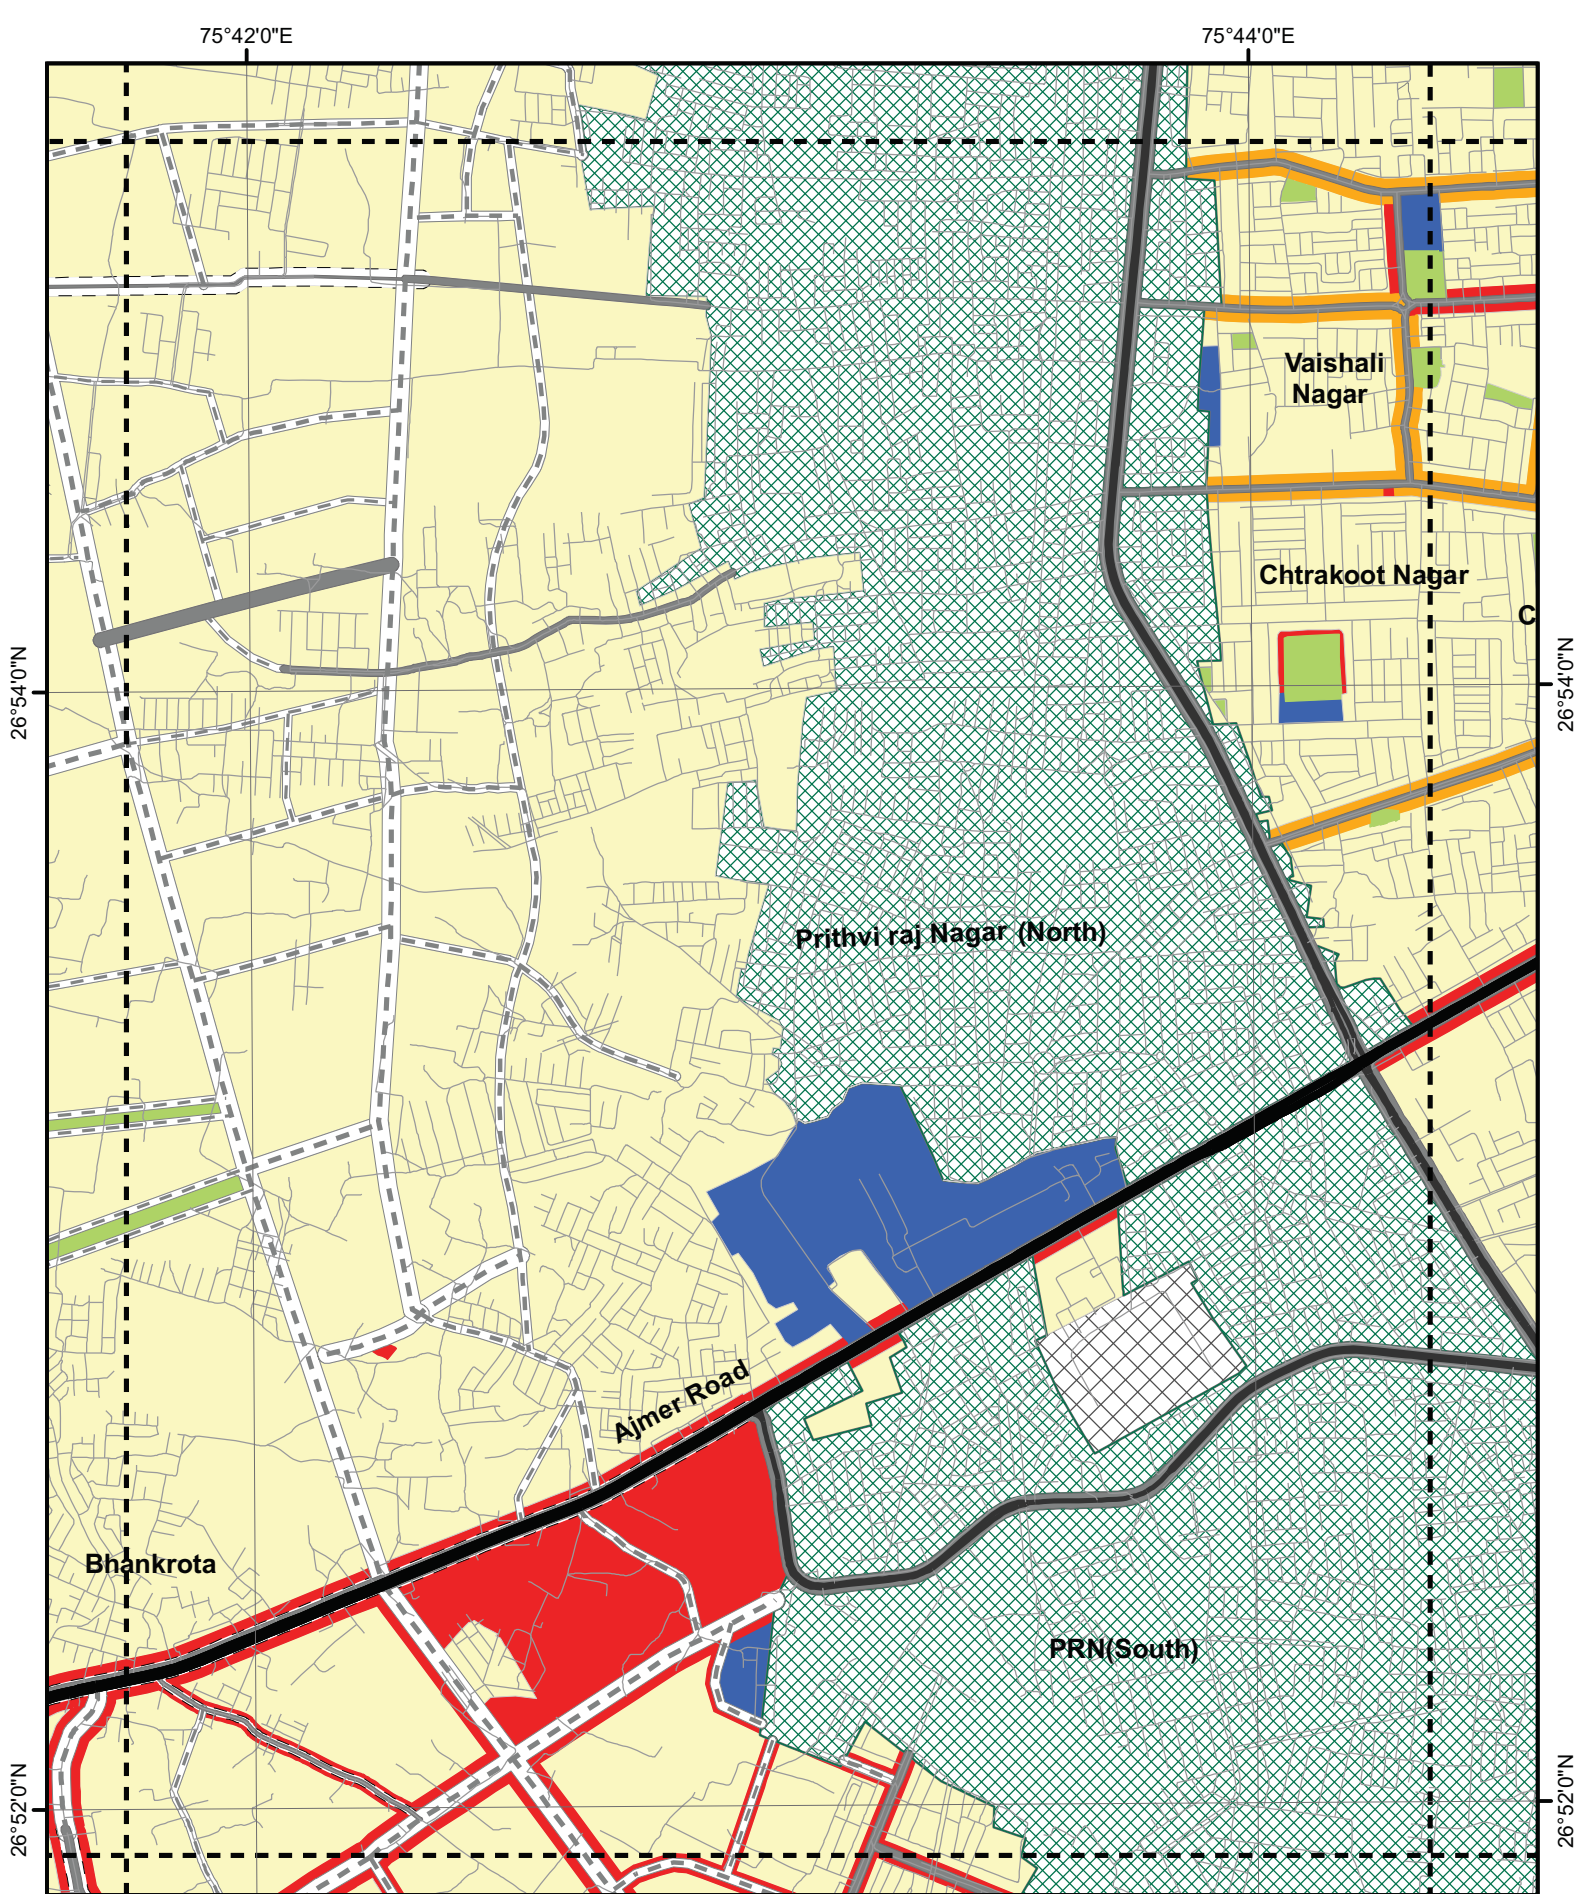 75°42'0"E
75°44'0"E
Vaishali
Nagar
Chtrakoot Nagar
C
26°54'0"N
26°54'0"N
Prithvi raj Nagar (North)
Ajmer Road
Bhankrota
PRN(South)
26°52'0"N
26°52'0"N